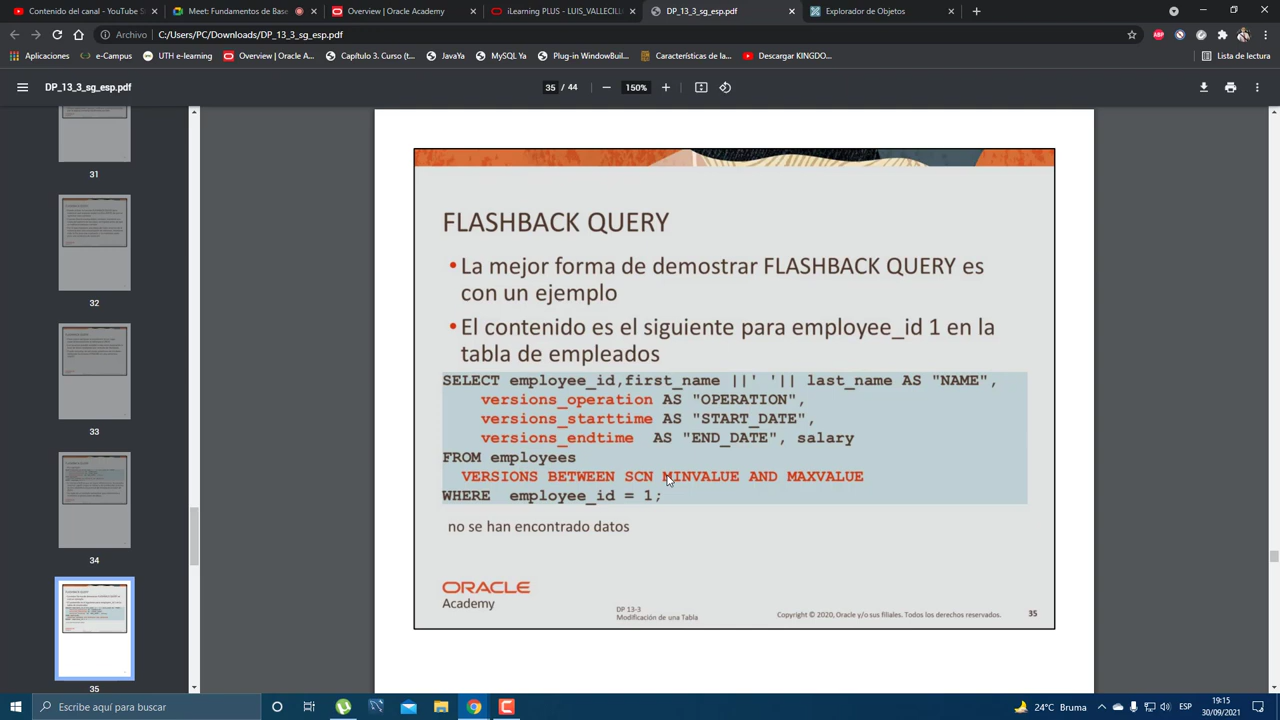 Contenido del canal - YouTube S
Meet: Fundamentos de Base
Overview | Oracle Academy
iLearning PLUS - LUIS_VALLECILL
DP_13_3_sg_esp.pdf
Explorador de Objetos
Archivo
C:/Users/PC/Downloads/DP_13_3_sg_esp.pdf
ABP
Aplicaciones
e-Campus
UTH e-learning
Overview | Oracle A...
Capítulo 3. Curso (...
JavaYa
MySQL Ya
Plug-in WindowBuil...
Características de la...
Descargar KINGDO...
Lista de lectura
DP_13_3_sg_esp.pdf
35 / 44
150%
31
32
33
34
35
FLASHBACK QUERY
•La mejor forma de demostrar FLASHBACK QUERY es
con un ejemplo
•El contenido es el siguiente para employee_id 1 en la
tabla de empleados
SELECT employee_id,first_name ||' '|| last_name AS "NAME",
versions_operation AS "OPERATION",
versions_starttime AS "START_DATE",
versions_endtime AS "END_DATE", salary
FROM employees
VERSIONS BETWEEN SCN MINVALUE AND MAXVALUE
WHERE employee_id = 1;
no se han encontrado datos
ORACLE
Academy
DP 13-3
Modificación de una Tabla
Copyright © 2020, Oracle y/o sus filiales. Todos los derechos reservados.
35
Escribe aquí para buscar
24°C Bruma
ESP
19:15
30/09/2021